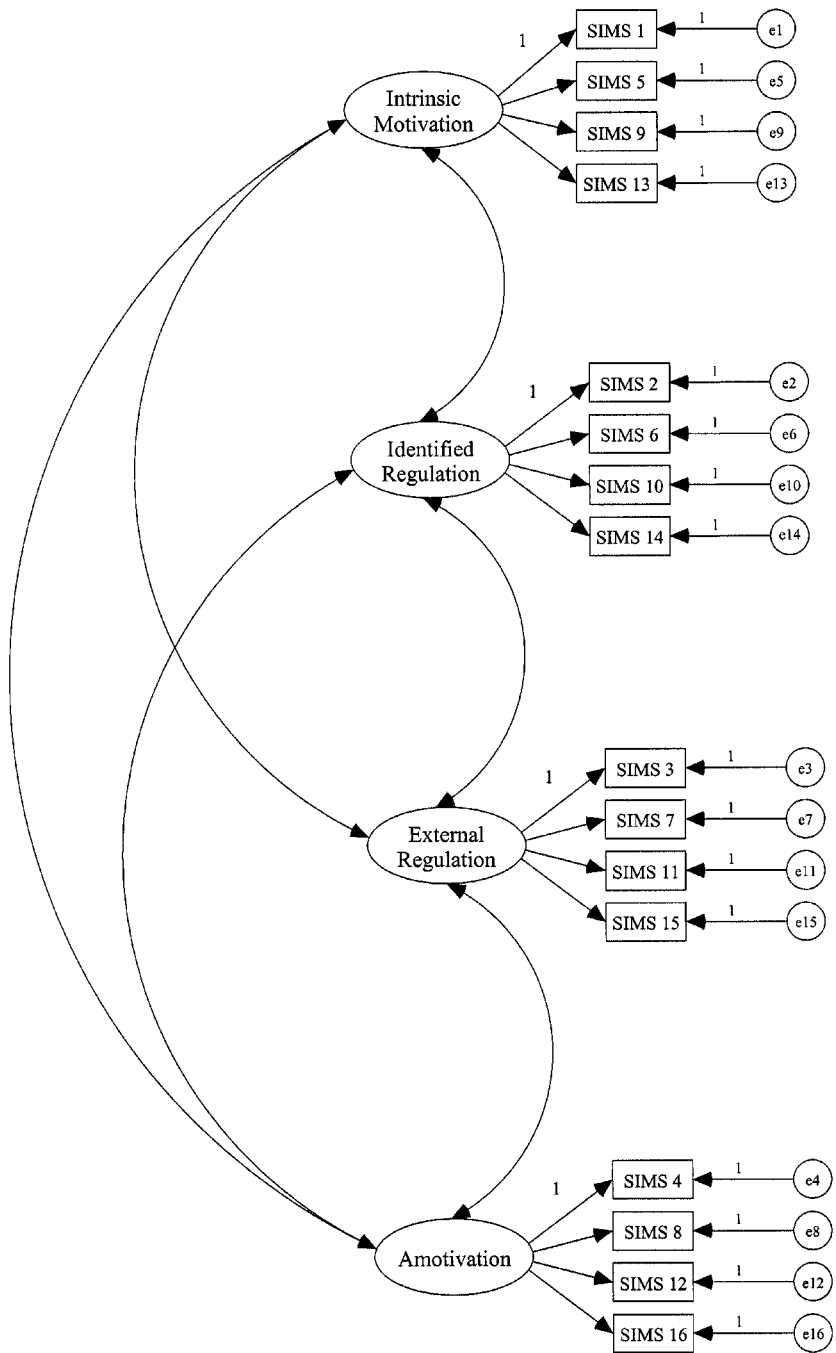 1 SIMS 1 1 e1
SIMS 5 1 e5
Intrinsic
Motivation
SIMS 9 1 e9
SIMS 13 1 e13
1 SIMS 2 1 e2
SIMS 6 1 e6
Identified
Regulation
SIMS 10 1 e10
SIMS 14 1 e14
1 SIMS 3 1 e3
SIMS 7 1 e7
External
Regulation
SIMS 11 1 e11
SIMS 15 1 e15
1 SIMS 4 1 e4
SIMS 8 1 e8
Amotivation
SIMS 12 1 e12
SIMS 16 1 e16